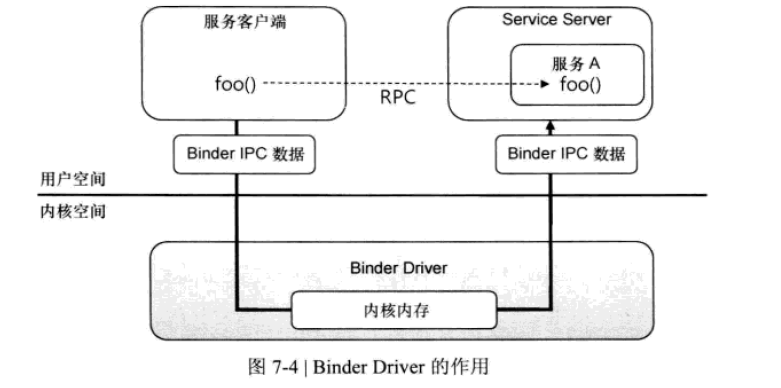 服务客户端
Service Server
服务 A
foo()
foo()
RPC
Binder IPC 数据
Binder IPC 数据
用户空间
内核空间
Binder Driver
内核内存
图 7-4 | Binder Driver 的作用